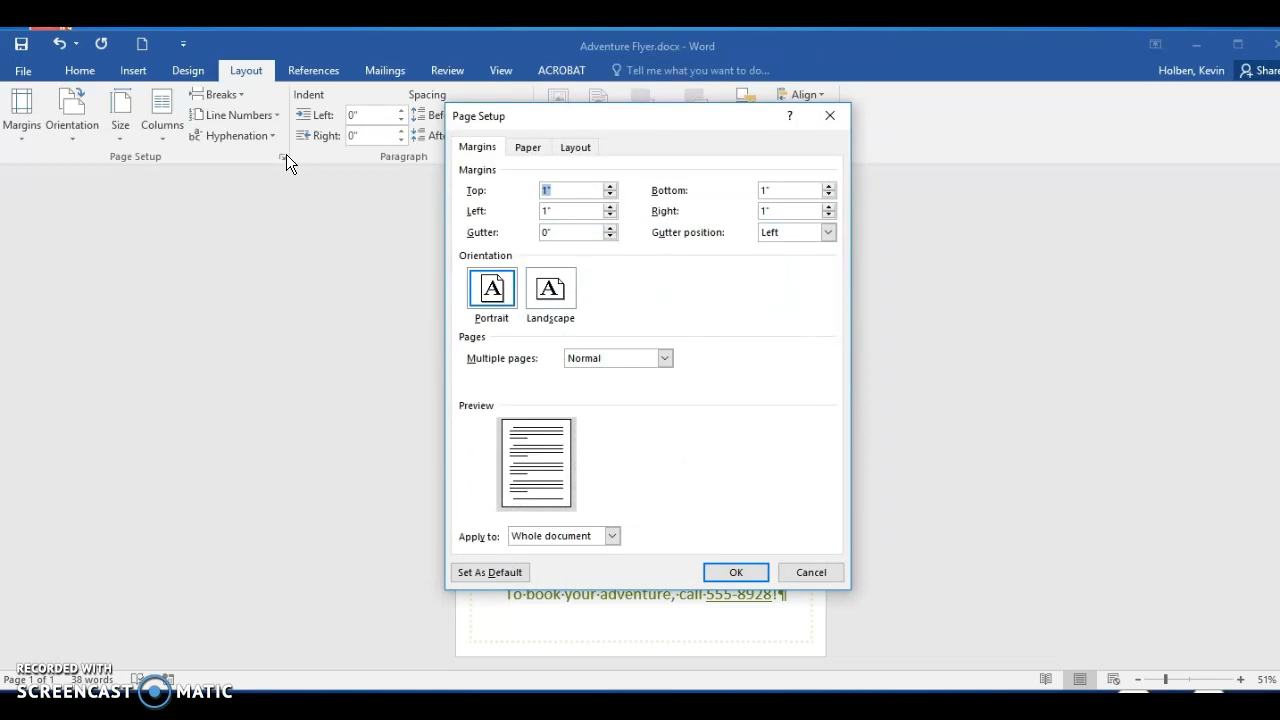 Adventure Flyer.docx - Word
File Home Insert Design Layout References Mailings Review View ACROBAT Tell me what you want to do... Holben, Kevin Share
Margins Orientation Size Columns
Breaks
Line Numbers
Hyphenation
Page Setup
Indent Spacing
Left: 0"
Right: 0"
Paragraph
Align
Page Setup ?
Margins Paper Layout
Margins
Top: 1" Bottom: 1"
Left: 1" Right: 1"
Gutter: 0" Gutter position: Left
Orientation
A A
Portrait Landscape
Pages
Multiple pages: Normal
Preview
Apply to: Whole document
Set As Default OK Cancel
To·book·your·adventure,·call·555-8928!¶
RECORDED WITH
SCREENCAST MATIC
Page 1 of 1 38 words 51%